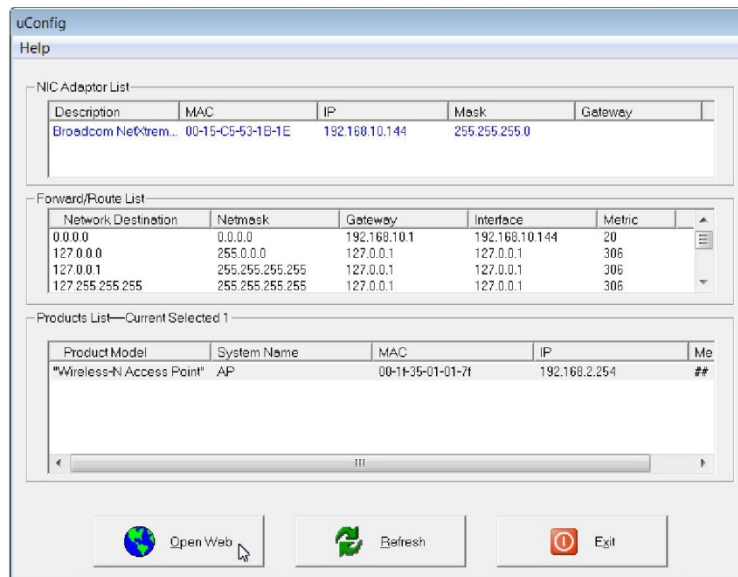 uConfig
Help
NIC Adaptor List
Description MAC IP Mask Gateway
Broadcom NetXtrem... 00-15-C5-53-1B-1E 192.168.10.144 255.255.255.0
Forward/Route List
Network Destination Netmask Gateway Interface Metric
0.0.0.0 0.0.0.0 192.168.10.1 192.168.10.144 20
127.0.0.0 255.0.0.0 127.0.0.1 127.0.0.1 306
127.0.0.1 255.255.255.255 127.0.0.1 127.0.0.1 306
127.255.255.255 255.255.255.255 127.0.0.1 127.0.0.1 306
Products List—Current Selected 1
Product Model System Name MAC IP Me
"Wireless-N Access Point" AP 00-1f-35-01-01-7f 192.168.2.254 ##
Open Web Refresh Exit